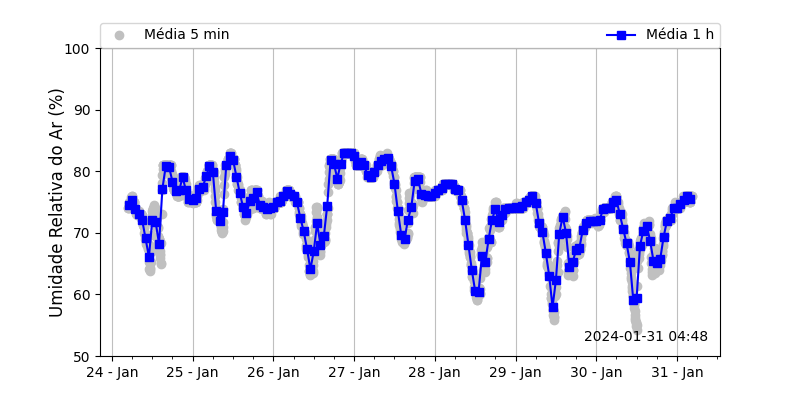 Média 5 min
Média 1 h
Umidade Relativa do Ar (%)
100
90
80
70
60
50
2024-01-31 04:48
24 - Jan 25 - Jan 26 - Jan 27 - Jan 28 - Jan 29 - Jan 30 - Jan 31 - Jan